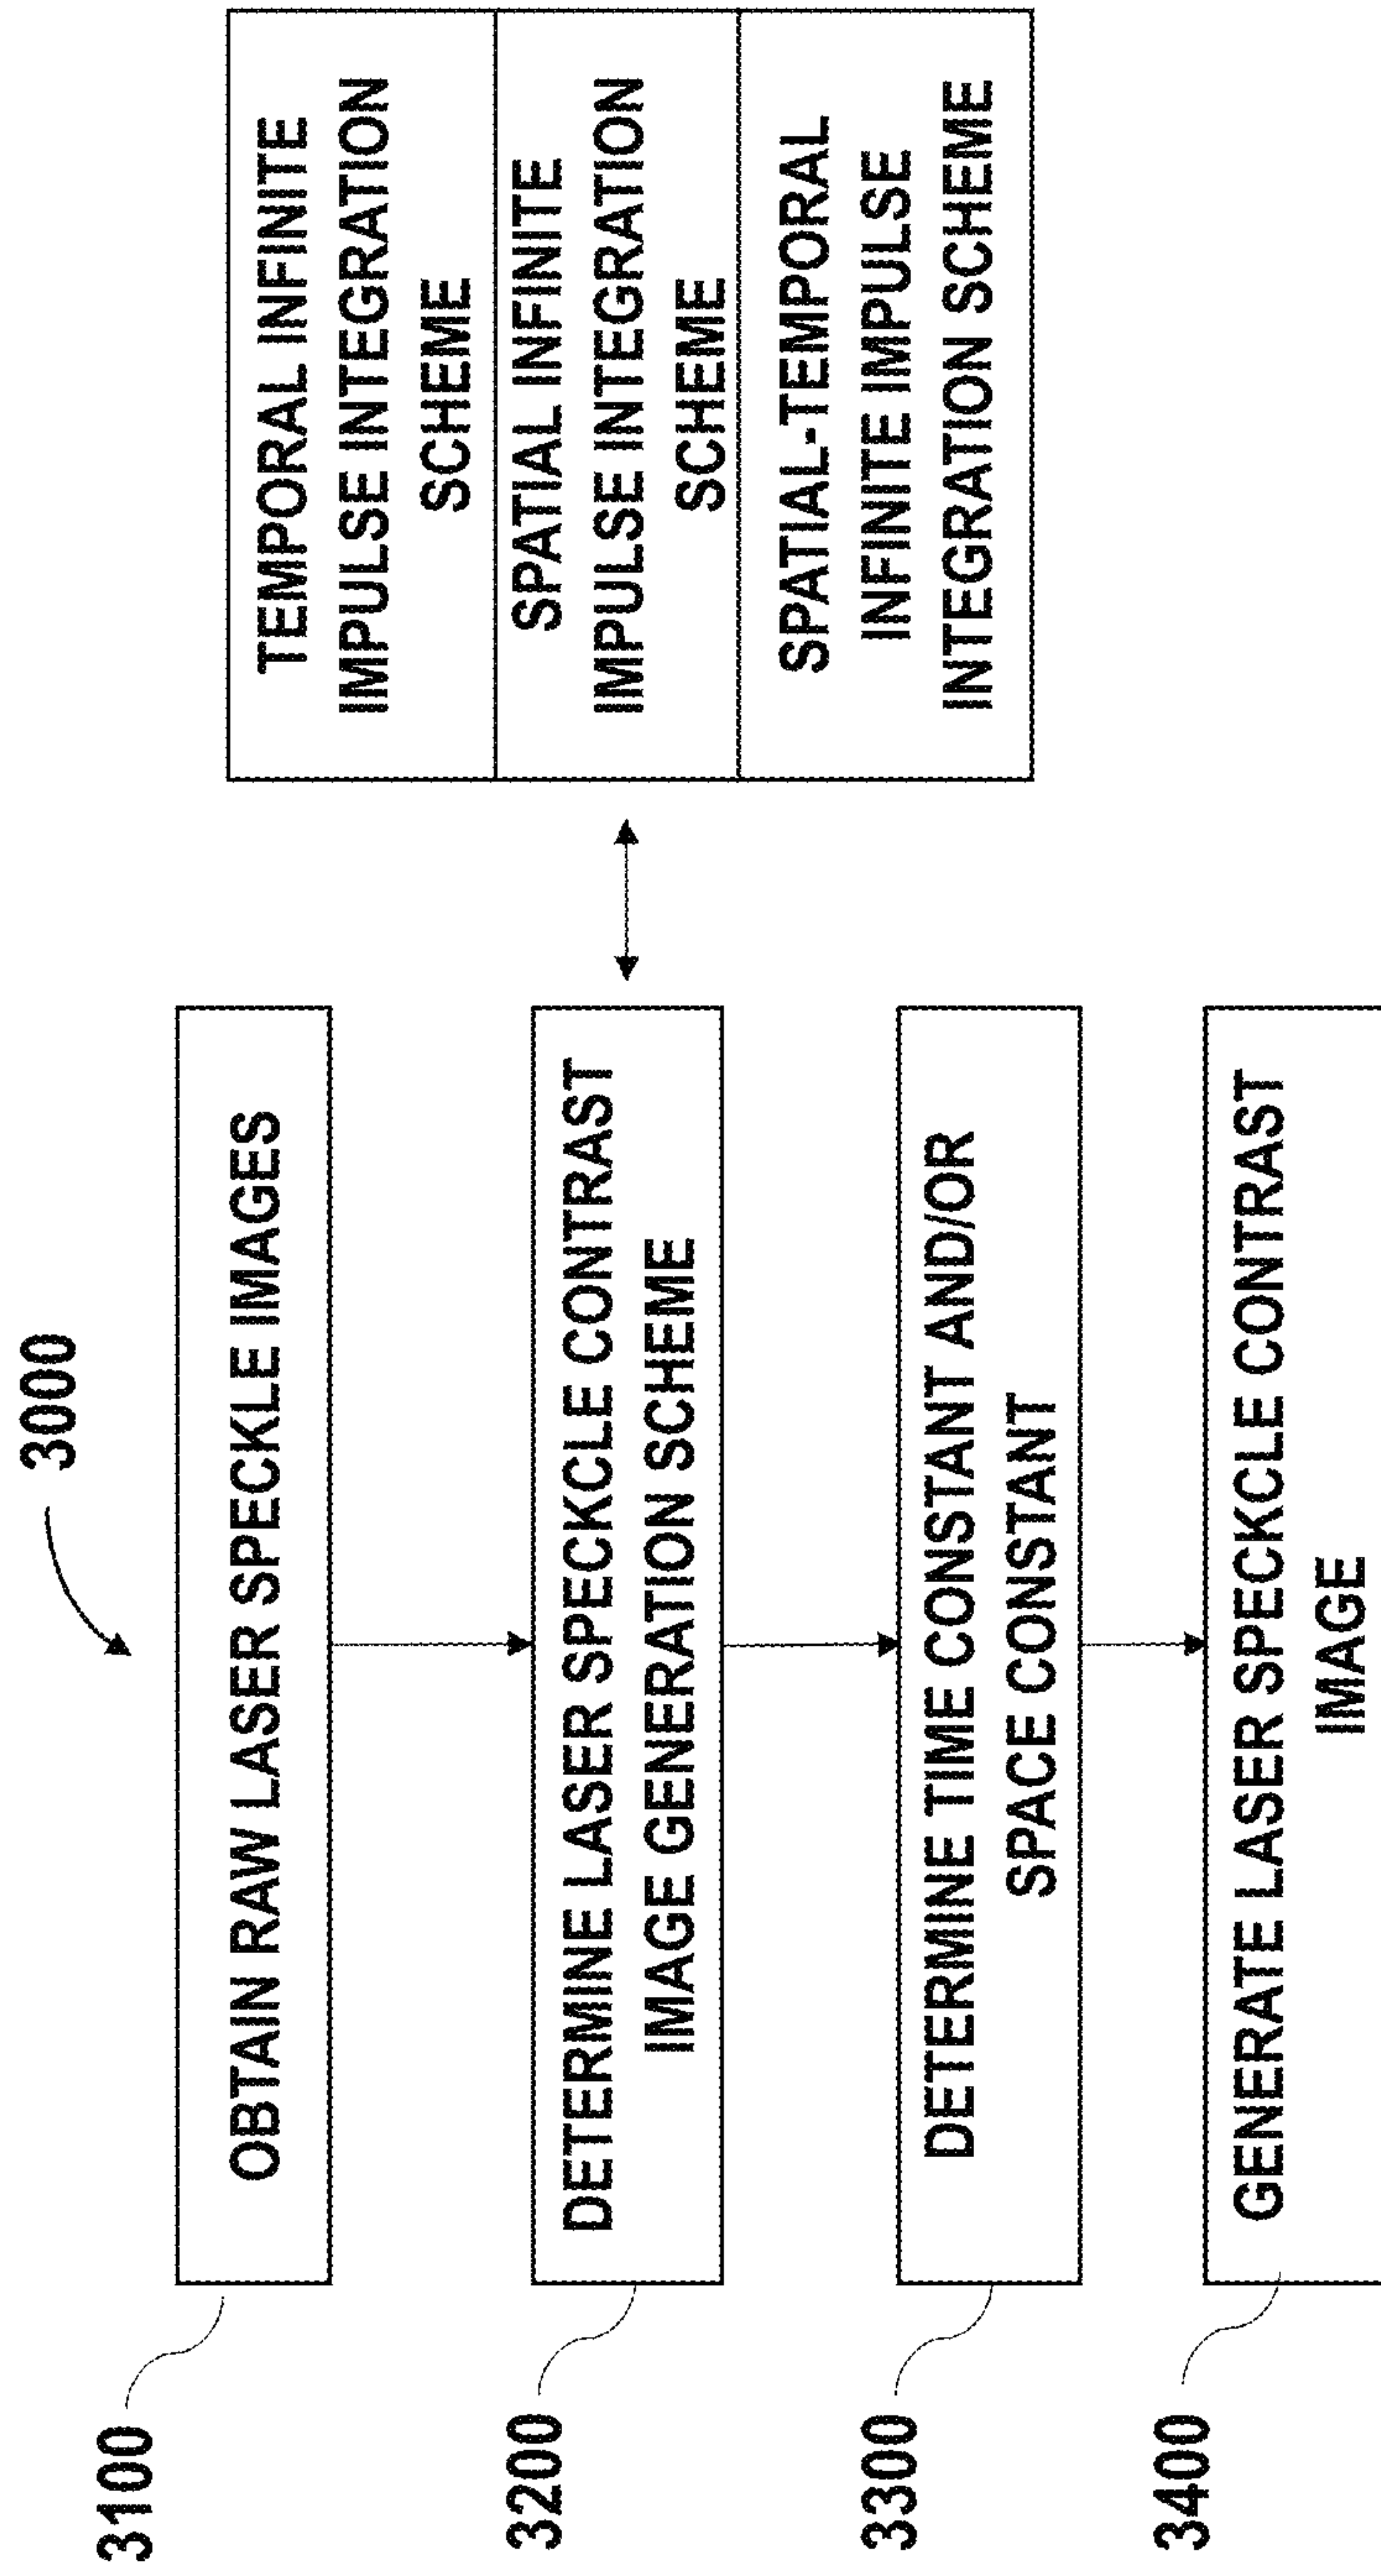 3000
3100
OBTAIN RAW LASER SPECKLE IMAGES
3200
DETERMINE LASER SPECKCLE CONTRAST
IMAGE GENERATION SCHEME
TEMPORAL INFINITE
IMPULSE INTEGRATION
SCHEME
SPATIAL INFINITE
IMPULSE INTEGRATION
SCHEME
SPATIAL-TEMPORAL
INFINITE IMPULSE
INTEGRATION SCHEME
3300
DETERMINE TIME CONSTANT AND/OR
SPACE CONSTANT
3400
GENERATE LASER SPECKCLE CONTRAST
IMAGE